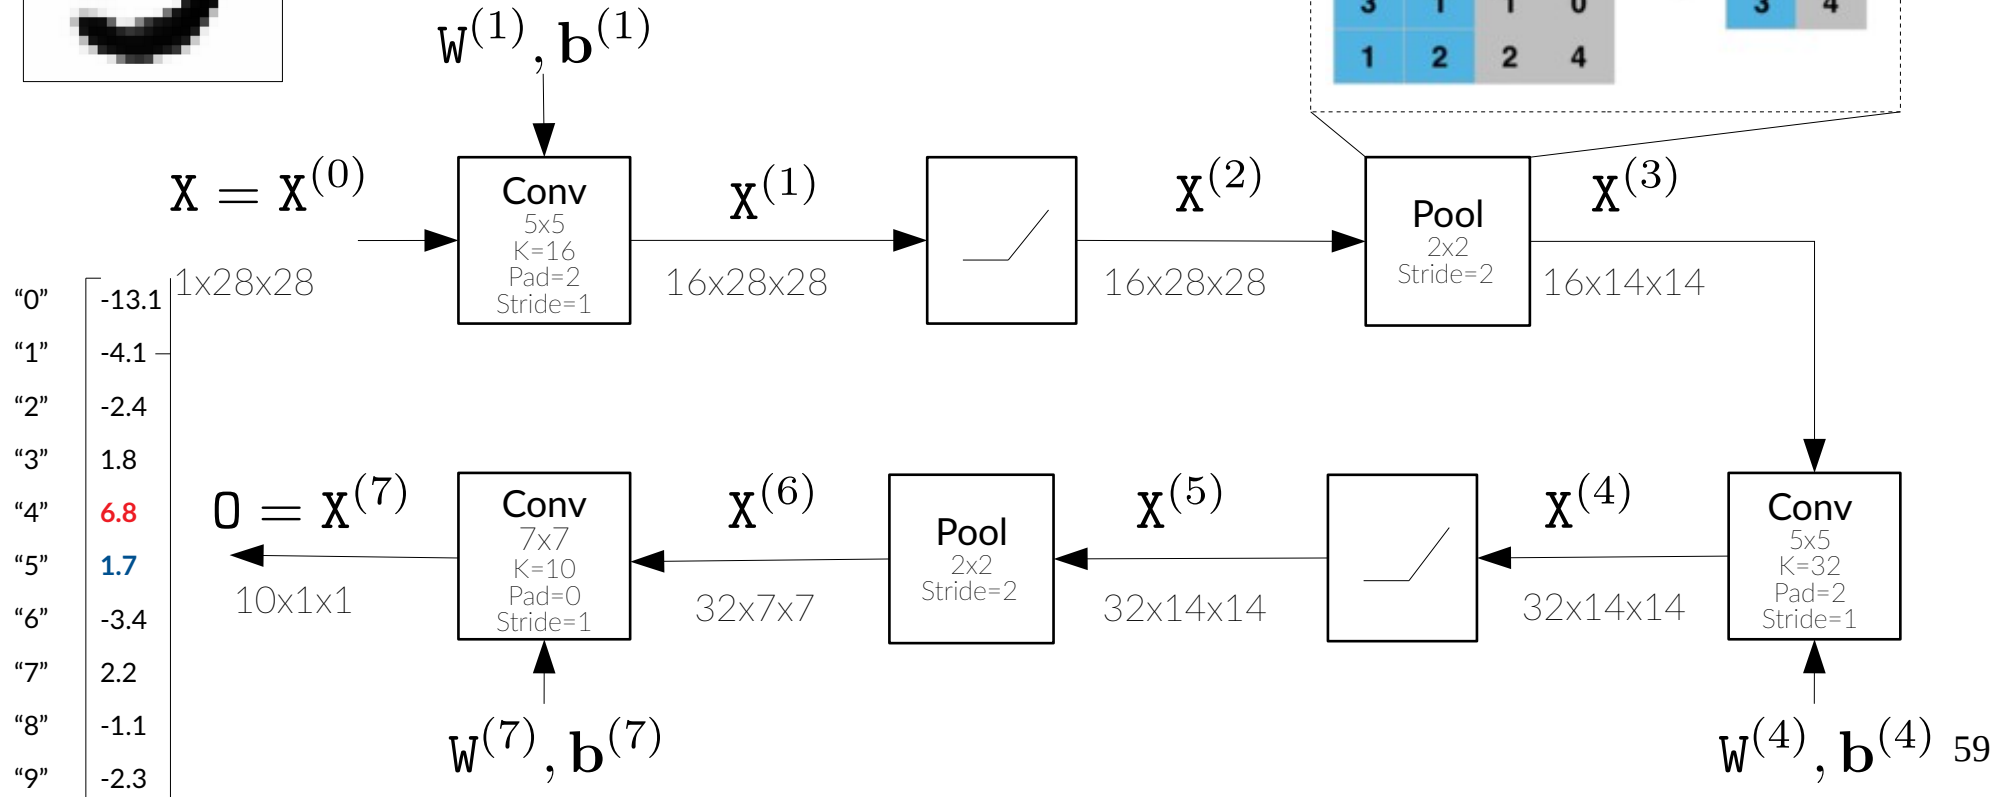 3 1 1 0 3 4
1 2 2 4
W^(1), b^(1)
X = X^(0)
1x28x28
Conv
5x5
K=16
Pad=2
Stride=1
X^(1)
16x28x28
X^(2)
16x28x28
Pool
2x2
Stride=2
X^(3)
16x14x14
Conv
5x5
K=32
Pad=2
Stride=1
W^(4), b^(4)
X^(4)
32x14x14
X^(5)
32x14x14
Pool
2x2
Stride=2
X^(6)
32x7x7
Conv
7x7
K=10
Pad=0
Stride=1
W^(7), b^(7)
O = X^(7)
10x1x1
“0” -13.1
“1” -4.1
“2” -2.4
“3” 1.8
“4” 6.8
“5” 1.7
“6” -3.4
“7” 2.2
“8” -1.1
“9” -2.3
59